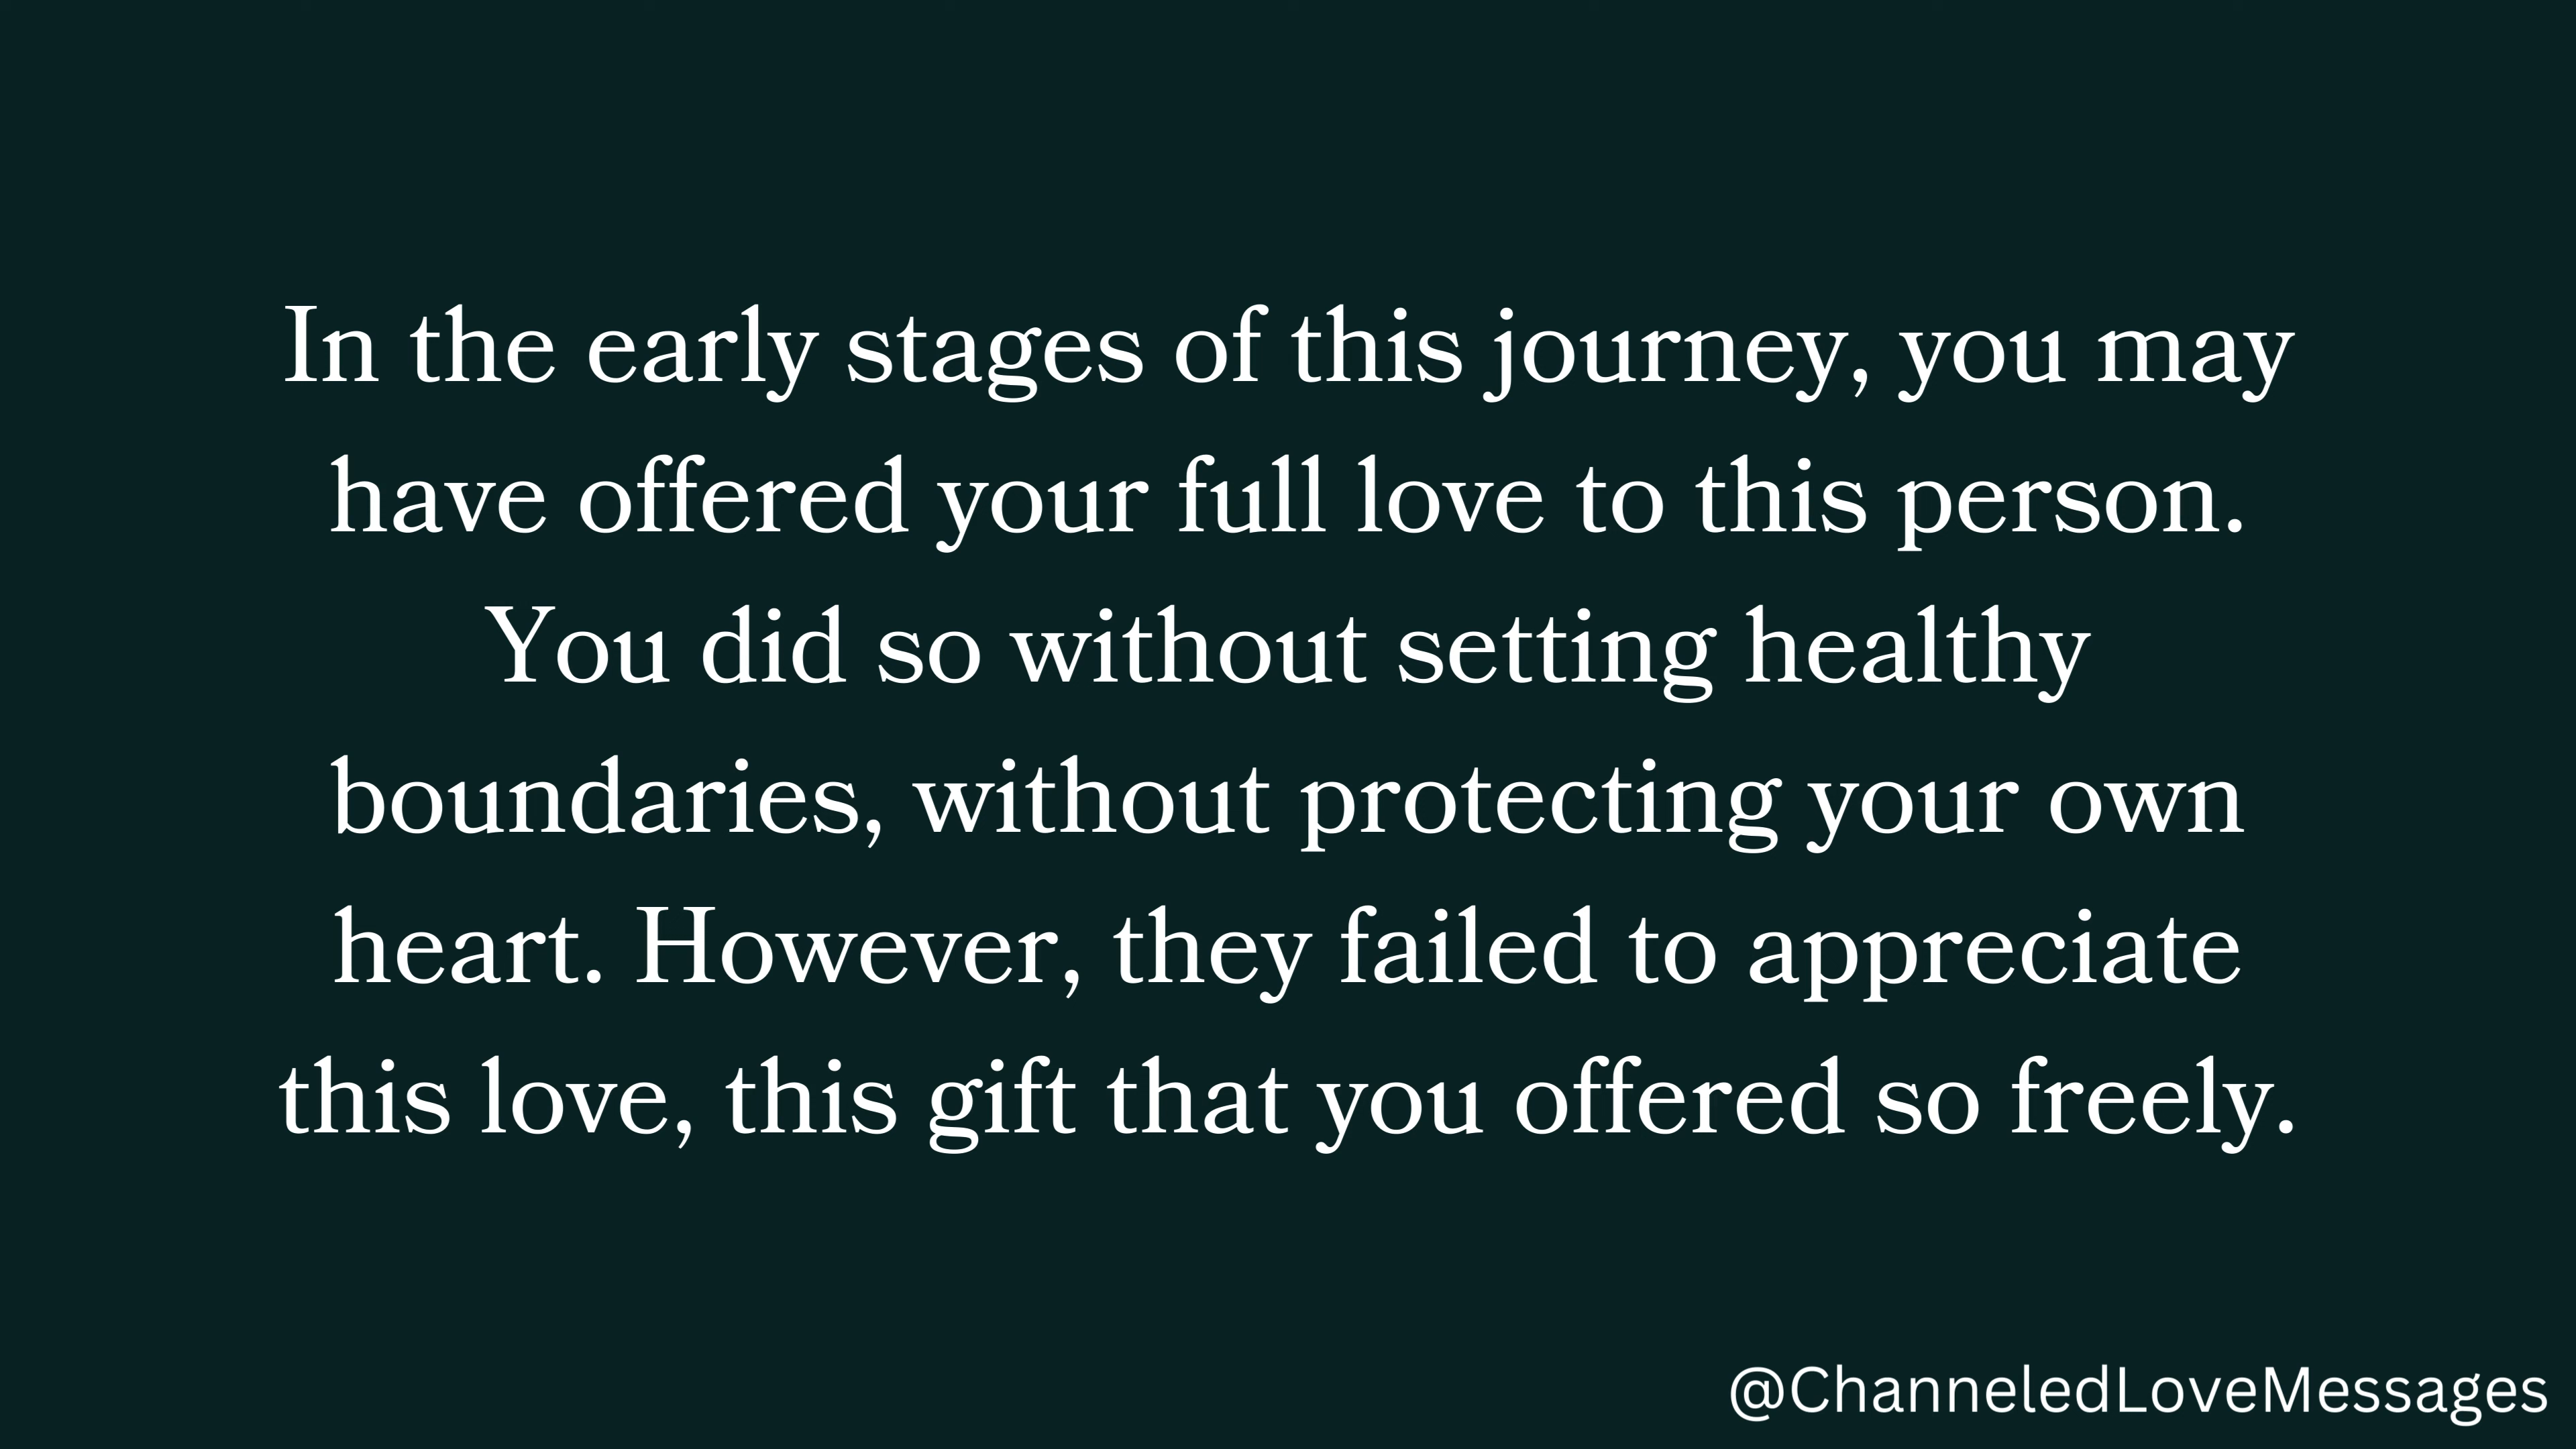 In the early stages of this journey, you may
have offered your full love to this person.
You did so without setting healthy
boundaries, without protecting your own
heart. However, they failed to appreciate
this love, this gift that you offered so freely.
@ChanneledLoveMessages